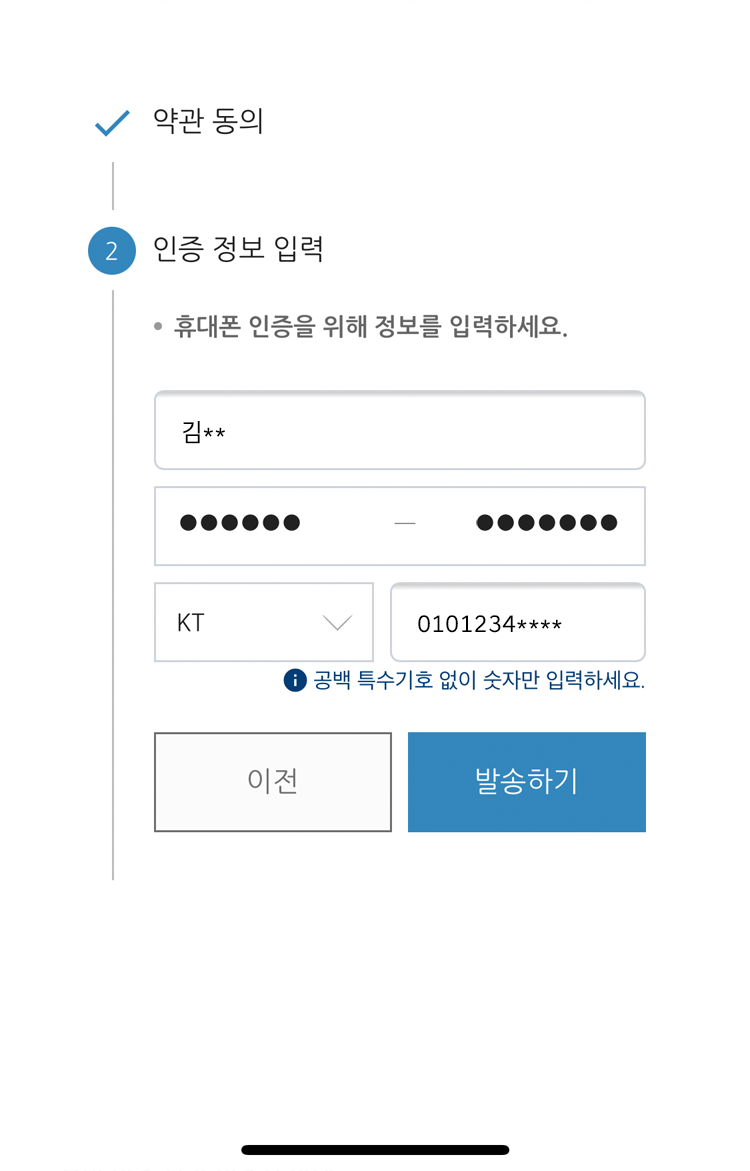 약관 동의
2 인증 정보 입력
• 휴대폰 인증을 위해 정보를 입력하세요.
김**
●●●●●● — ●●●●●●●
KT 0101234****
공백 특수기호 없이 숫자만 입력하세요.
이전 발송하기